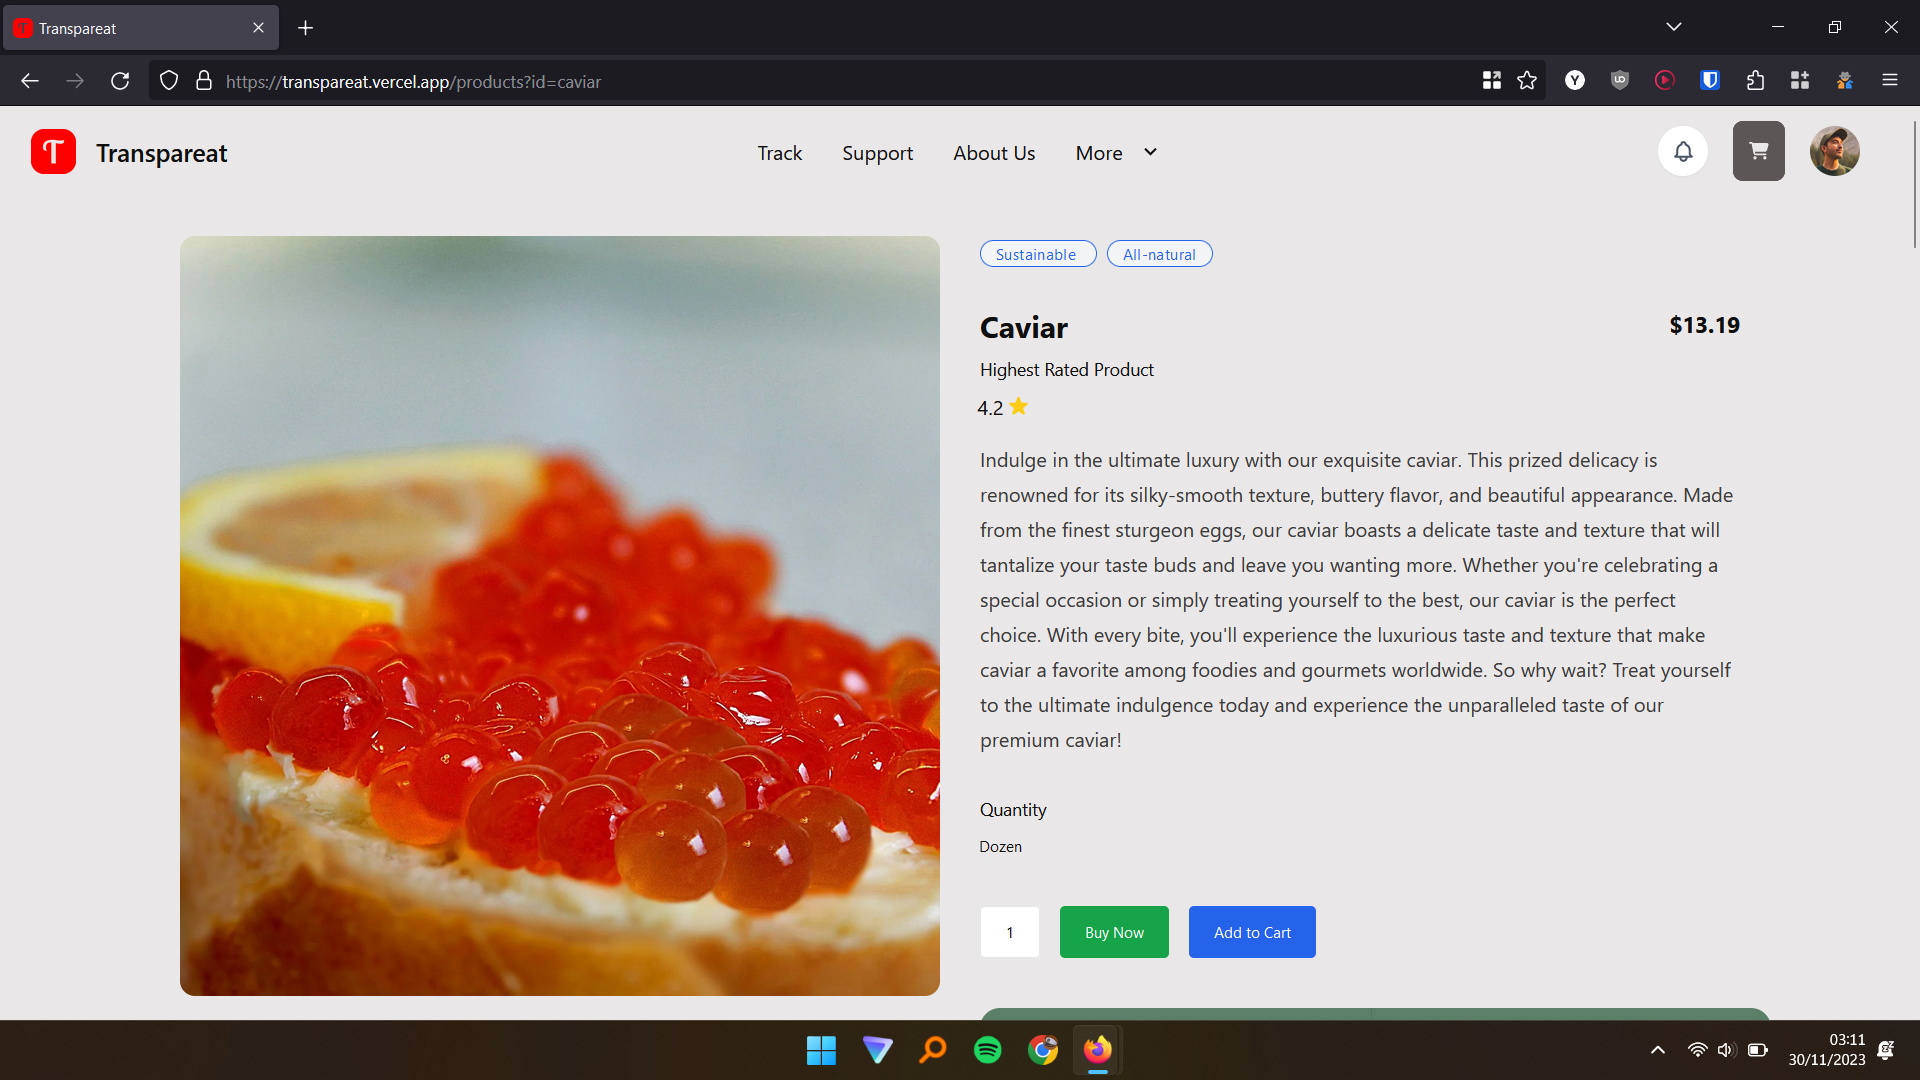 Transpareat
https://transpareat.vercel.app/products?id=caviar
Transpareat
Track
Support
About Us
More
Sustainable
All-natural
Caviar
$13.19
Highest Rated Product
4.2
Indulge in the ultimate luxury with our exquisite caviar. This prized delicacy is
renowned for its silky-smooth texture, buttery flavor, and beautiful appearance. Made
from the finest sturgeon eggs, our caviar boasts a delicate taste and texture that will
tantalize your taste buds and leave you wanting more. Whether you're celebrating a
special occasion or simply treating yourself to the best, our caviar is the perfect
choice. With every bite, you'll experience the luxurious taste and texture that make
caviar a favorite among foodies and gourmets worldwide. So why wait? Treat yourself
to the ultimate indulgence today and experience the unparalleled taste of our
premium caviar!
Quantity
Dozen
1
Buy Now
Add to Cart
03:11
30/11/2023